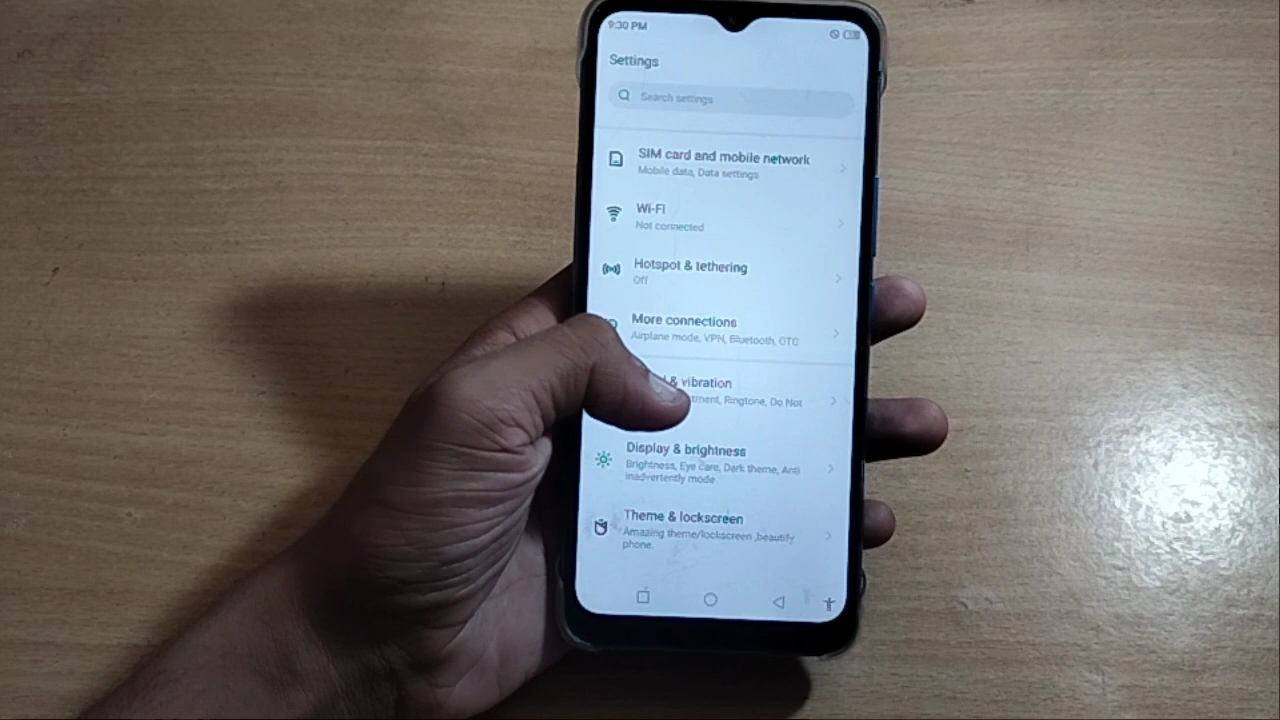 9:30 PM
Settings
Search settings
SIM card and mobile network
Mobile data, Data settings
Wi-Fi
Not connected
Hotspot & tethering
Off
More connections
Airplane mode, VPN, Bluetooth, OTG
& vibration
Ringtone, Do Not
Display & brightness
Brightness, Eye care, Dark theme, Anti
inadvertently mode
Theme & lockscreen
Amazing theme/lockscreen ,beautify
phone.